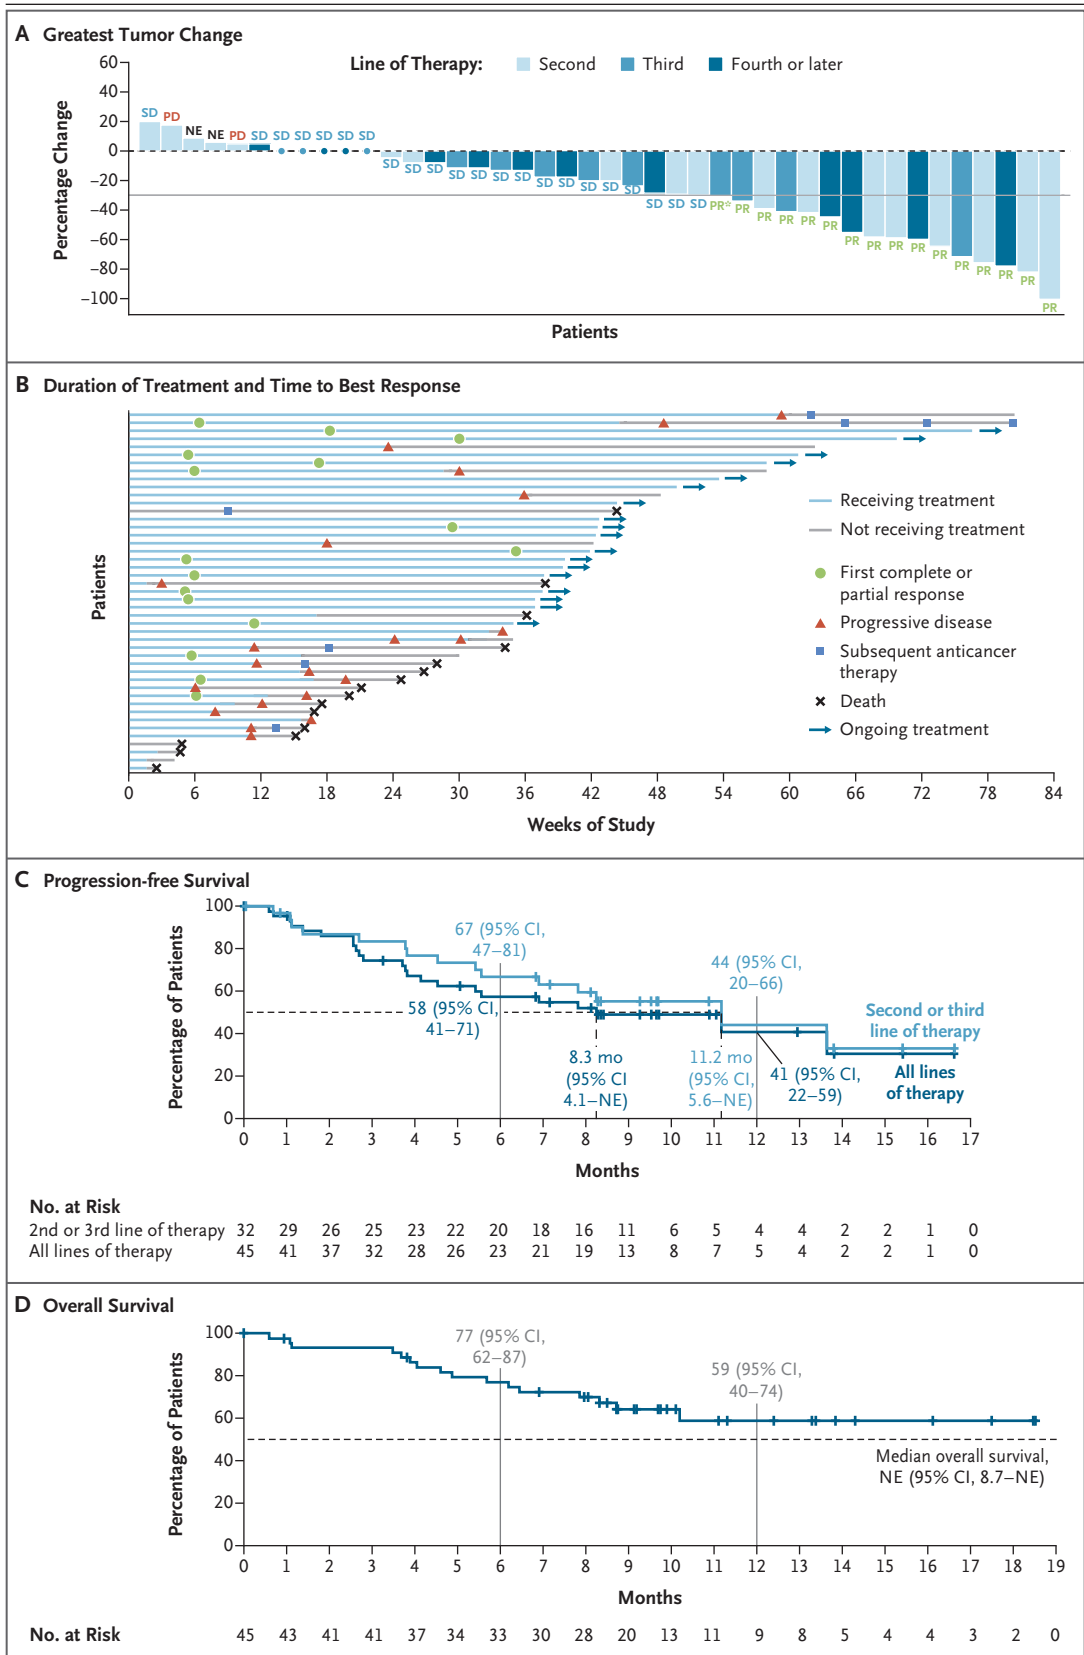 A Greatest Tumor Change
Line of Therapy: Second Third Fourth or later
Percentage Change
60
40
20
0
−20
−40
−60
−80
−100
SD PD NE NE PD SD SD SD SD SD SD
SD SD SD SD SD SD SD SD SD SD SD SD SD SD SD PR* PR PR PR PR PR PR PR PR PR PR PR PR PR PR PR
Patients
B Duration of Treatment and Time to Best Response
Patients
Receiving treatment
Not receiving treatment
First complete or
partial response
Progressive disease
Subsequent anticancer
therapy
Death
Ongoing treatment
0 6 12 18 24 30 36 42 48 54 60 66 72 78 84
Weeks of Study
C Progression-free Survival
Percentage of Patients
100
80
60
40
20
0
67 (95% CI,
47–81)
44 (95% CI,
20–66)
58 (95% CI,
41–71)
Second or third
line of therapy
8.3 mo
(95% CI
4.1–NE)
11.2 mo
(95% CI,
5.6–NE)
41 (95% CI,
22–59)
All lines
of therapy
0 1 2 3 4 5 6 7 8 9 10 11 12 13 14 15 16 17
Months
No. at Risk
2nd or 3rd line of therapy 32 29 26 25 23 22 20 18 16 11 6 5 4 4 2 2 1 0
All lines of therapy 45 41 37 32 28 26 23 21 19 13 8 7 5 4 2 2 1 0
D Overall Survival
Percentage of Patients
100
80
60
40
20
0
77 (95% CI,
62–87)
59 (95% CI,
40–74)
Median overall survival,
NE (95% CI, 8.7–NE)
0 1 2 3 4 5 6 7 8 9 10 11 12 13 14 15 16 17 18 19
Months
No. at Risk 45 43 41 41 37 34 33 30 28 20 13 11 9 8 5 4 4 3 2 0